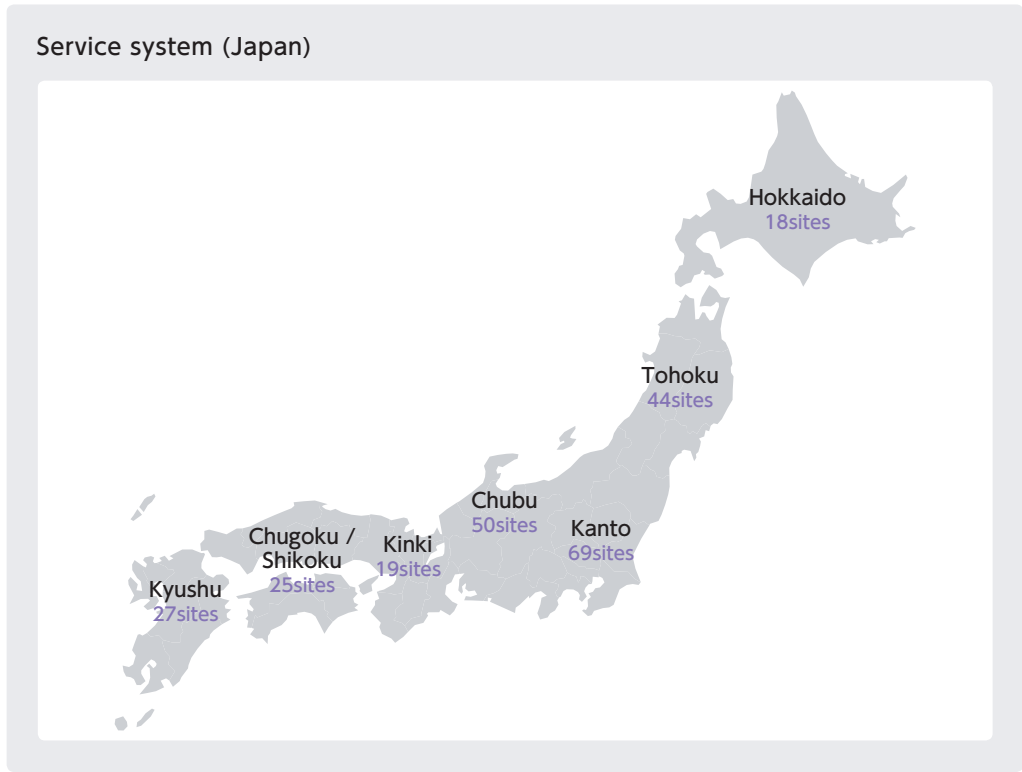 Service system (Japan)
Hokkaido
18sites
Tohoku
44sites
Chubu
50sites
Kanto
69sites
Chugoku /
Shikoku
25sites
Kinki
19sites
Kyushu
27sites